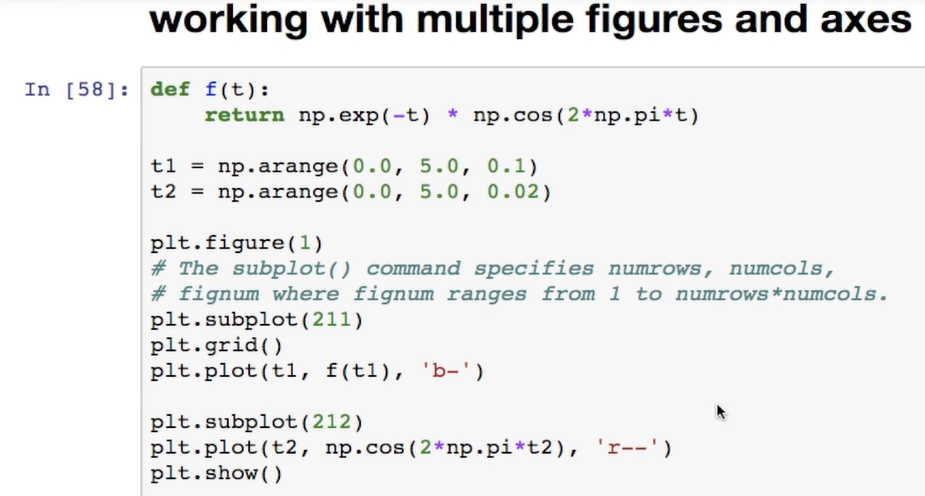 working with multiple figures and axes
In [58]: def f(t):
    return np.exp(-t) * np.cos(2*np.pi*t)
t1 = np.arange(0.0, 5.0, 0.1)
t2 = np.arange(0.0, 5.0, 0.02)
plt.figure(1)
# The subplot() command specifies numrows, numcols,
# fignum where fignum ranges from 1 to numrows*numcols.
plt.subplot(211)
plt.grid()
plt.plot(t1, f(t1), 'b-')
plt.subplot(212)
plt.plot(t2, np.cos(2*np.pi*t2), 'r--')
plt.show()